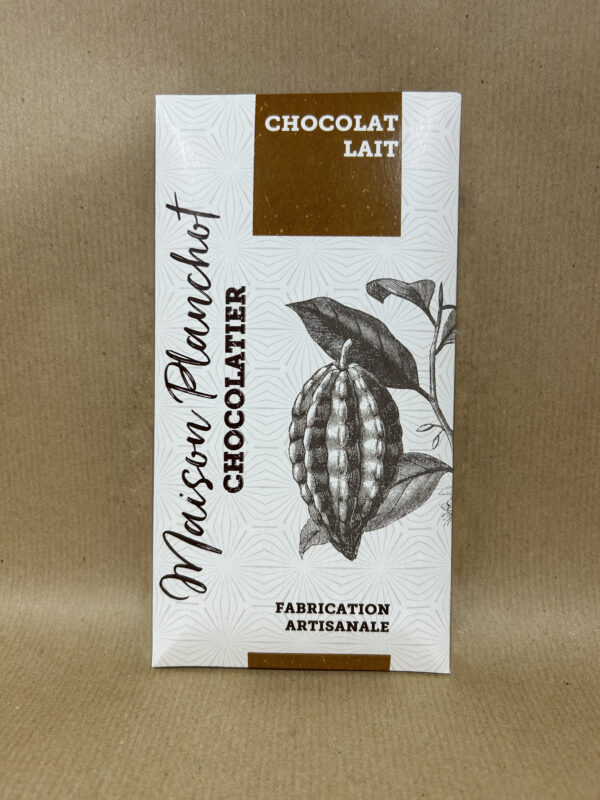 CHOCOLAT
LAIT
Maison Planchot
CHOCOLATIER
FABRICATION
ARTISANALE